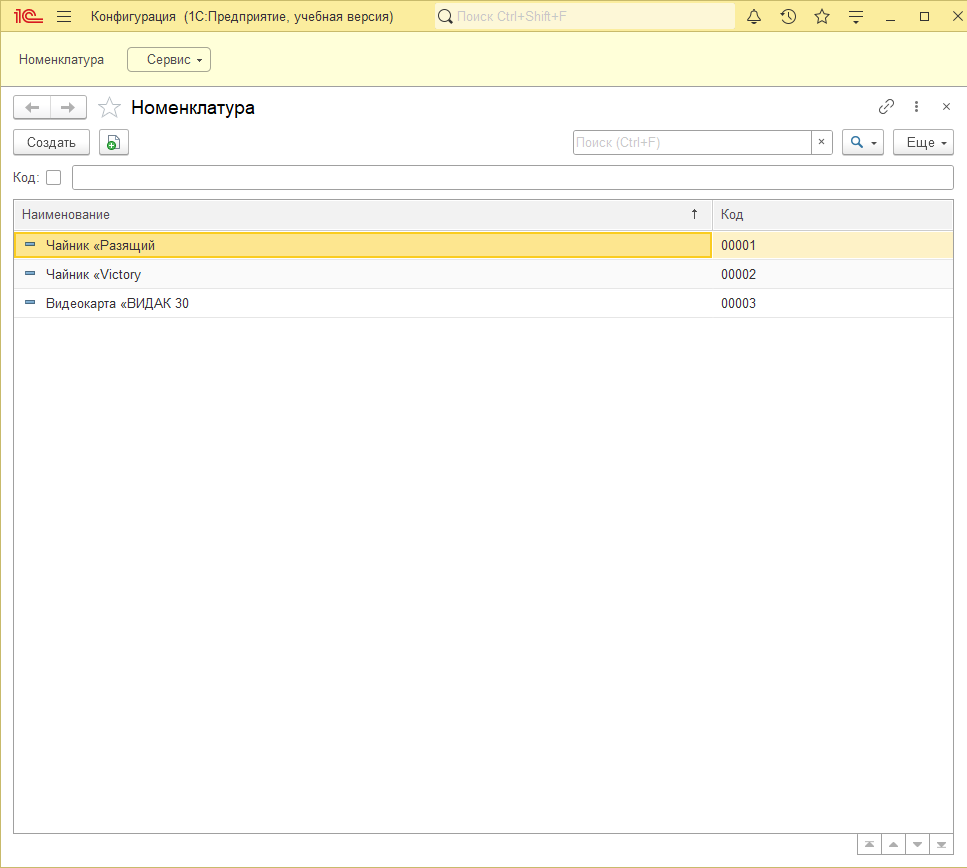 1С Конфигурация (1С:Предприятие, учебная версия) Поиск Ctrl+Shift+F
Номенклатура Сервис
Номенклатура
Создать Поиск (Ctrl+F) × Еще
Код:
Наименование ↑ Код
Чайник «Разящий 00001
Чайник «Victory 00002
Видеокарта «ВИДАК 30 00003